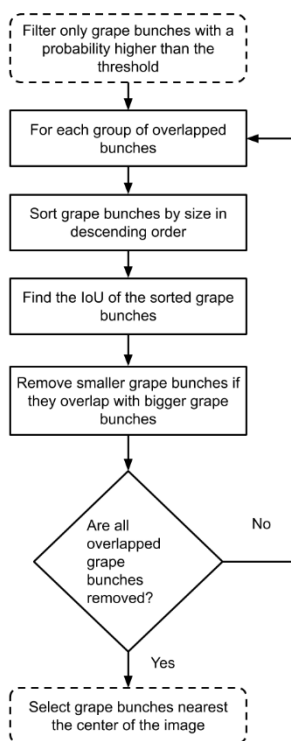 Filter only grape bunches with a
probability higher than the
threshold
For each group of overlapped
bunches
Sort grape bunches by size in
descending order
Find the IoU of the sorted grape
bunches
Remove smaller grape bunches if
they overlap with bigger grape
bunches
Are all
overlapped
grape
bunches
removed?
No
Yes
Select grape bunches nearest
the center of the image